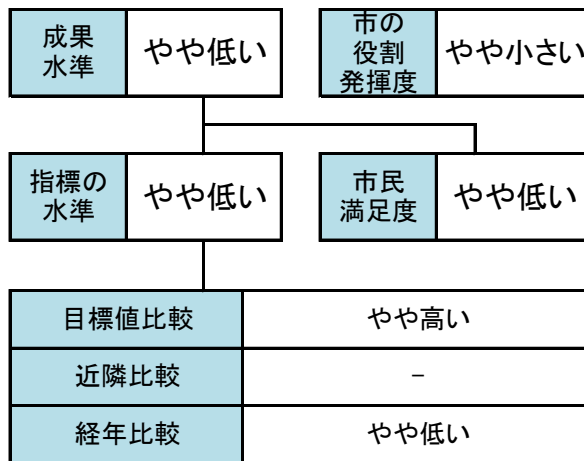 成果
水準
やや低い
市の
役割
発揮度
やや小さい
指標の
水準
やや低い
市民
満足度
やや低い
目標値比較
やや高い
近隣比較
－
経年比較
やや低い